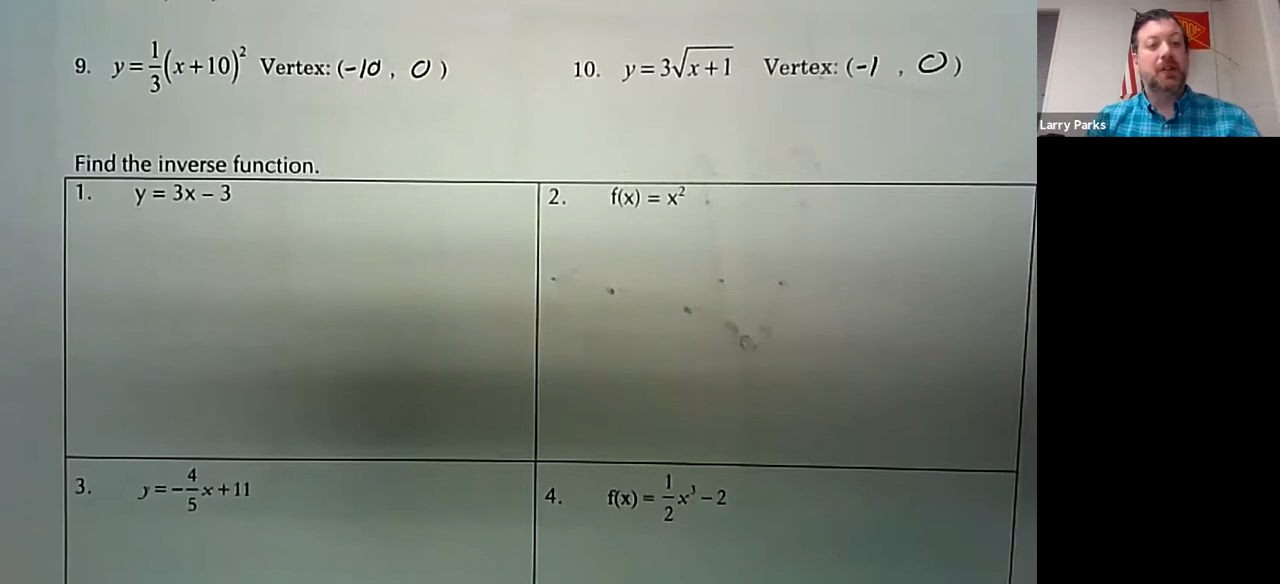 9. y = 1/3(x+10)² Vertex: (-10, 0)
10. y = 3√(x+1) Vertex: (-1, 0)
Larry Parks
Find the inverse function.
1. y = 3x – 3
2. f(x) = x²
3. y = -4/5x + 11
4. f(x) = 1/2x³ – 2